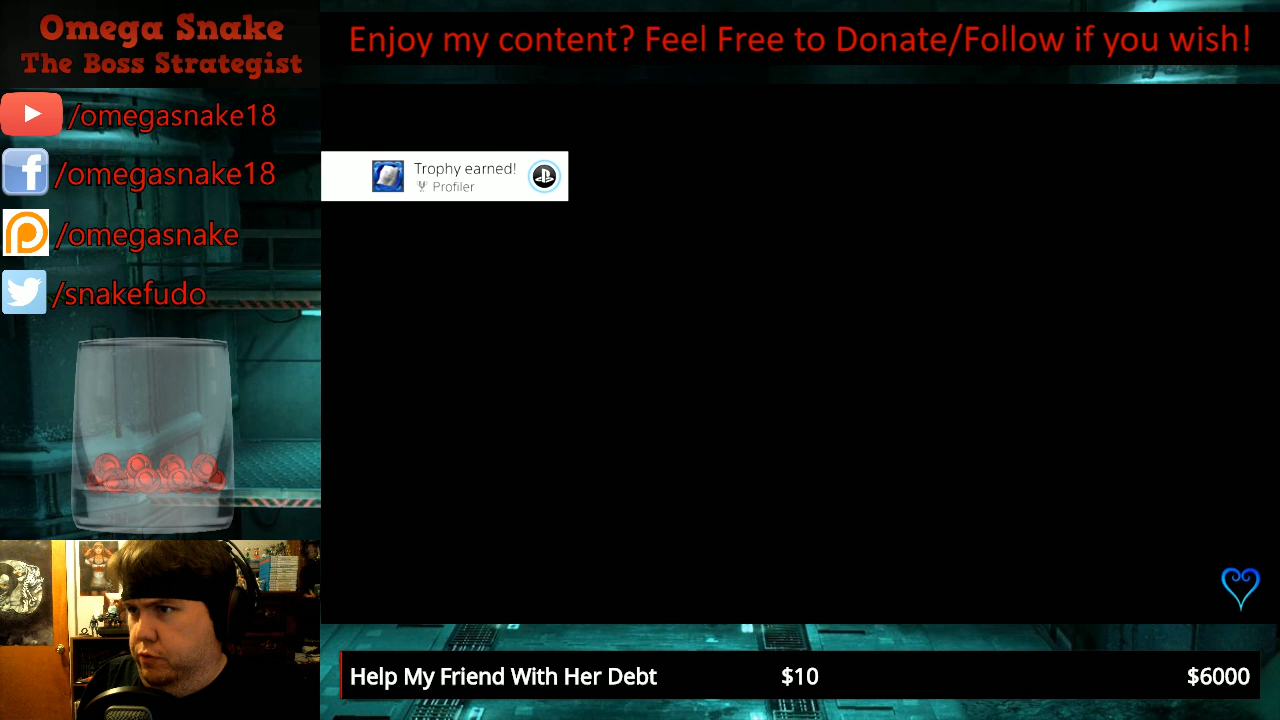 Omega Snake
The Boss Strategist
/omegasnake18
/omegasnake18
/omegasnake
/snakefudo
Enjoy my content? Feel Free to Donate/Follow if you wish!
Trophy earned!
Profiler
Help My Friend With Her Debt $10 $6000